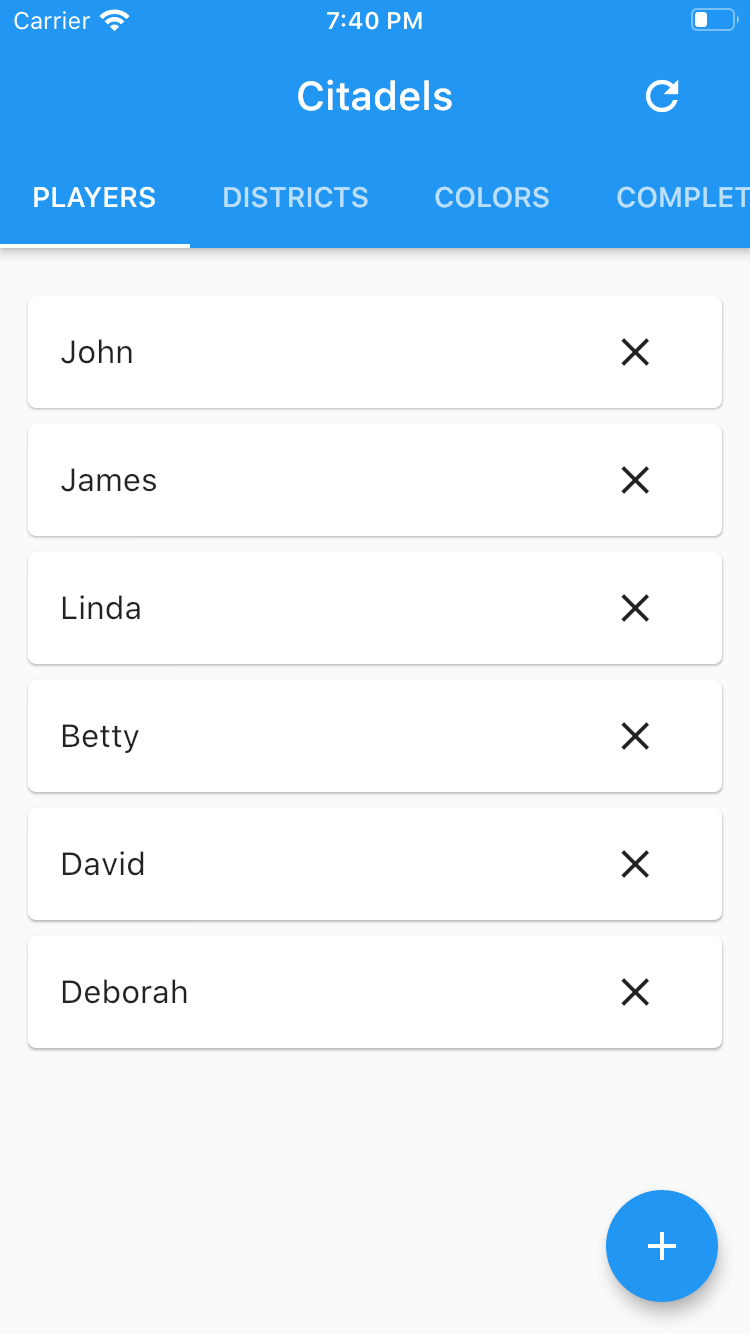 Carrier 7:40 PM
Citadels
PLAYERS DISTRICTS COLORS COMPLET
John
James
Linda
Betty
David
Deborah